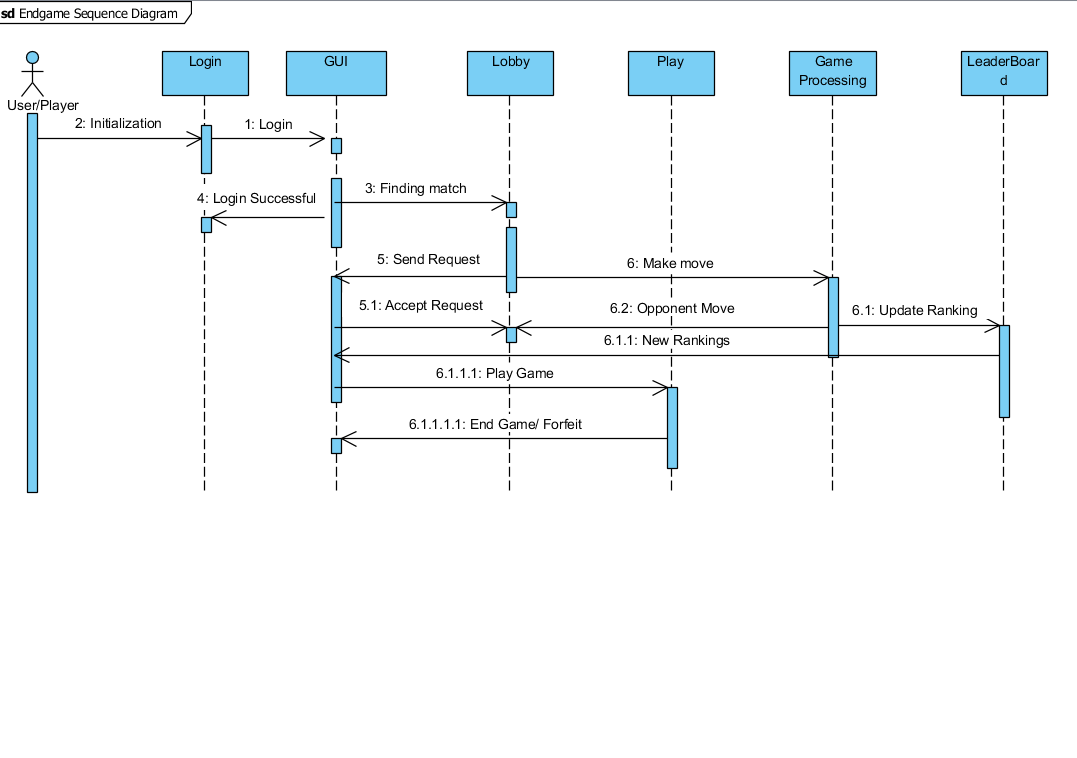 sd Endgame Sequence Diagram
Login
GUI
Lobby
Play
Game
Processing
LeaderBoar
d
User/Player
2: Initialization
1: Login
3: Finding match
4: Login Successful
5: Send Request
6: Make move
5.1: Accept Request
6.2: Opponent Move
6.1: Update Ranking
6.1.1: New Rankings
6.1.1.1: Play Game
6.1.1.1.1: End Game/ Forfeit